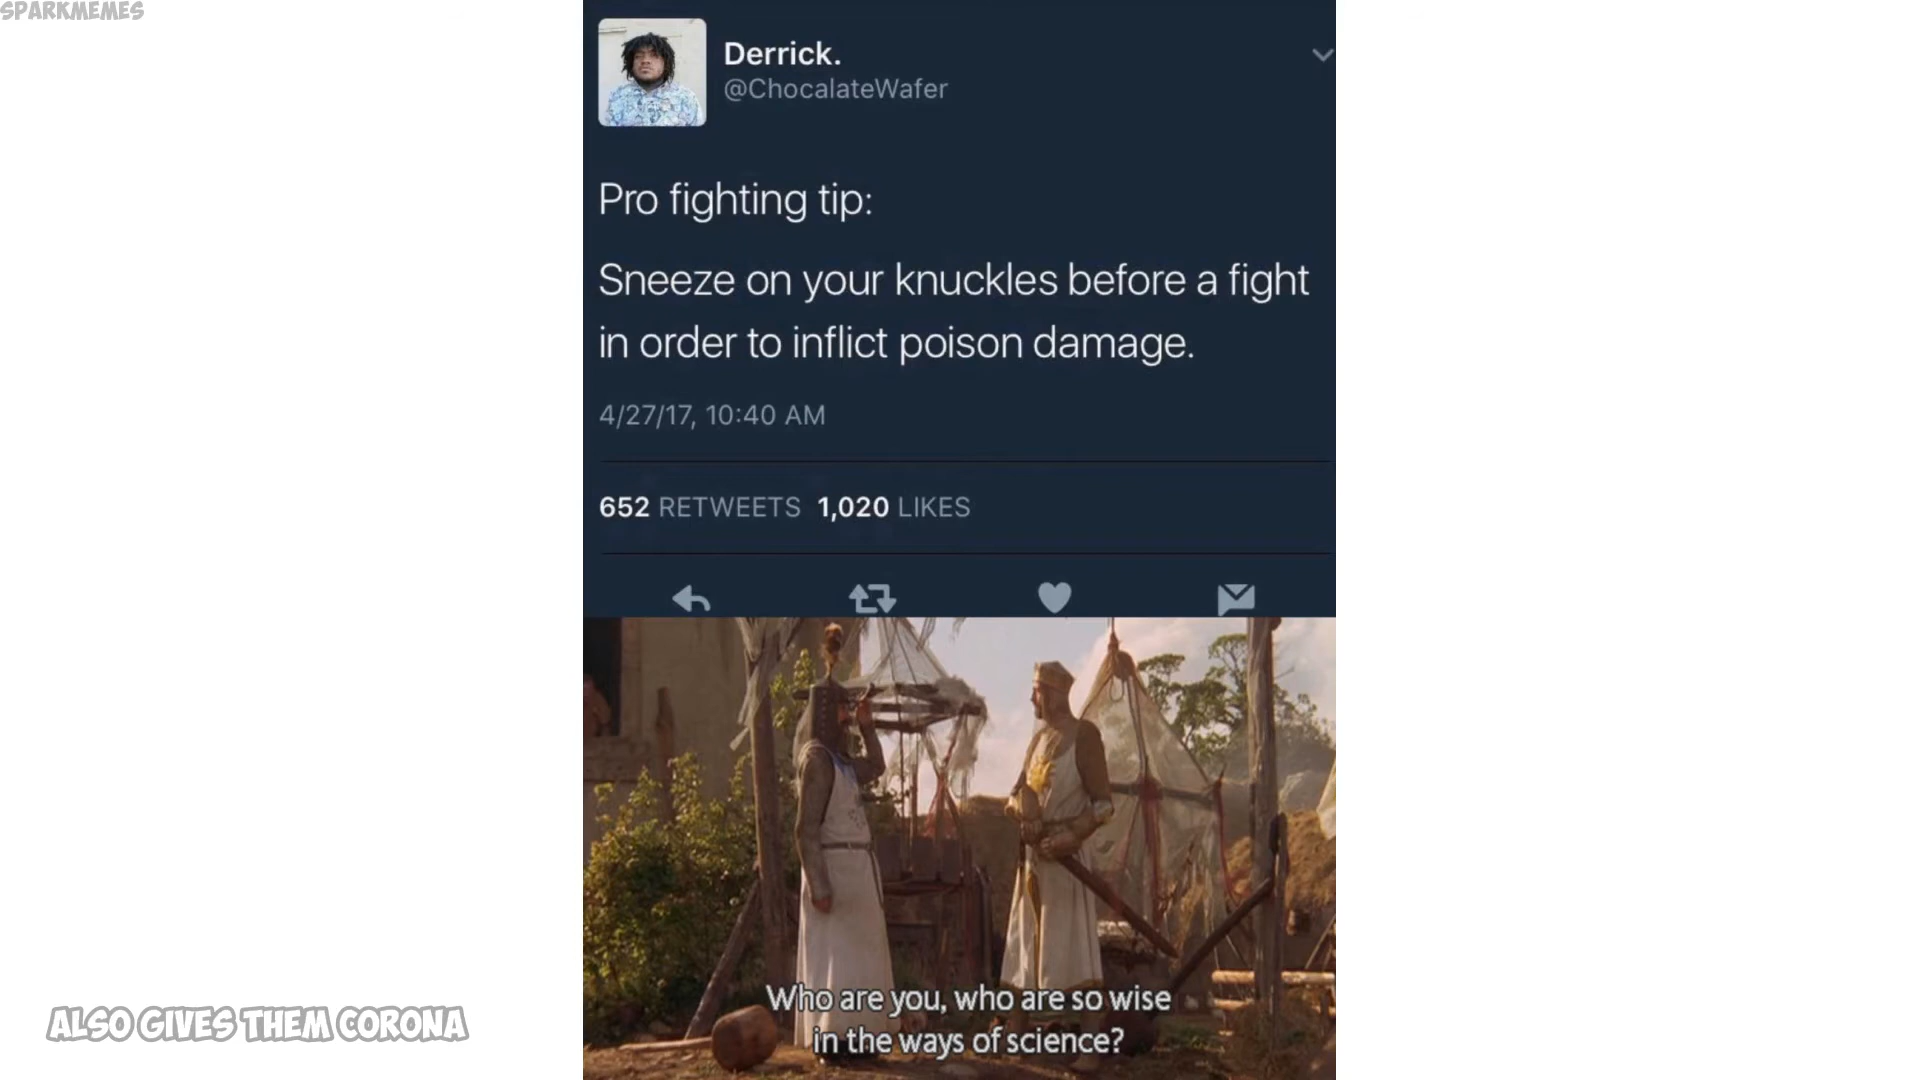 SPARKMEMES
Derrick.
@ChocalateWafer
Pro fighting tip:
Sneeze on your knuckles before a fight
in order to inflict poison damage.
4/27/17, 10:40 AM
652 RETWEETS 1,020 LIKES
Who are you, who are so wise
in the ways of science?
ALSO GIVES THEM CORONA